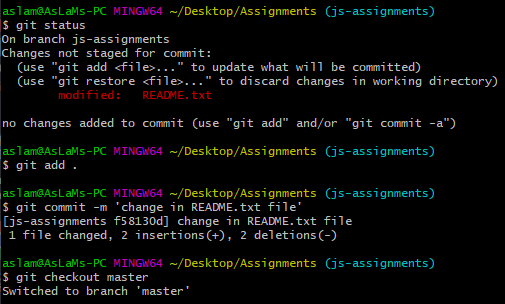 aslam@AsLaMs-PC MINGW64 ~/Desktop/Assignments (js-assignments)
$ git status
On branch js-assignments
Changes not staged for commit:
(use "git add <file>..." to update what will be committed)
(use "git restore <file>..." to discard changes in working directory)
modified: README.txt
no changes added to commit (use "git add" and/or "git commit -a")
aslam@AsLaMs-PC MINGW64 ~/Desktop/Assignments (js-assignments)
$ git add .
aslam@AsLaMs-PC MINGW64 ~/Desktop/Assignments (js-assignments)
$ git commit -m 'change in README.txt file'
[js-assignments f58130d] change in README.txt file
1 file changed, 2 insertions(+), 2 deletions(-)
aslam@AsLaMs-PC MINGW64 ~/Desktop/Assignments (js-assignments)
$ git checkout master
Switched to branch 'master'